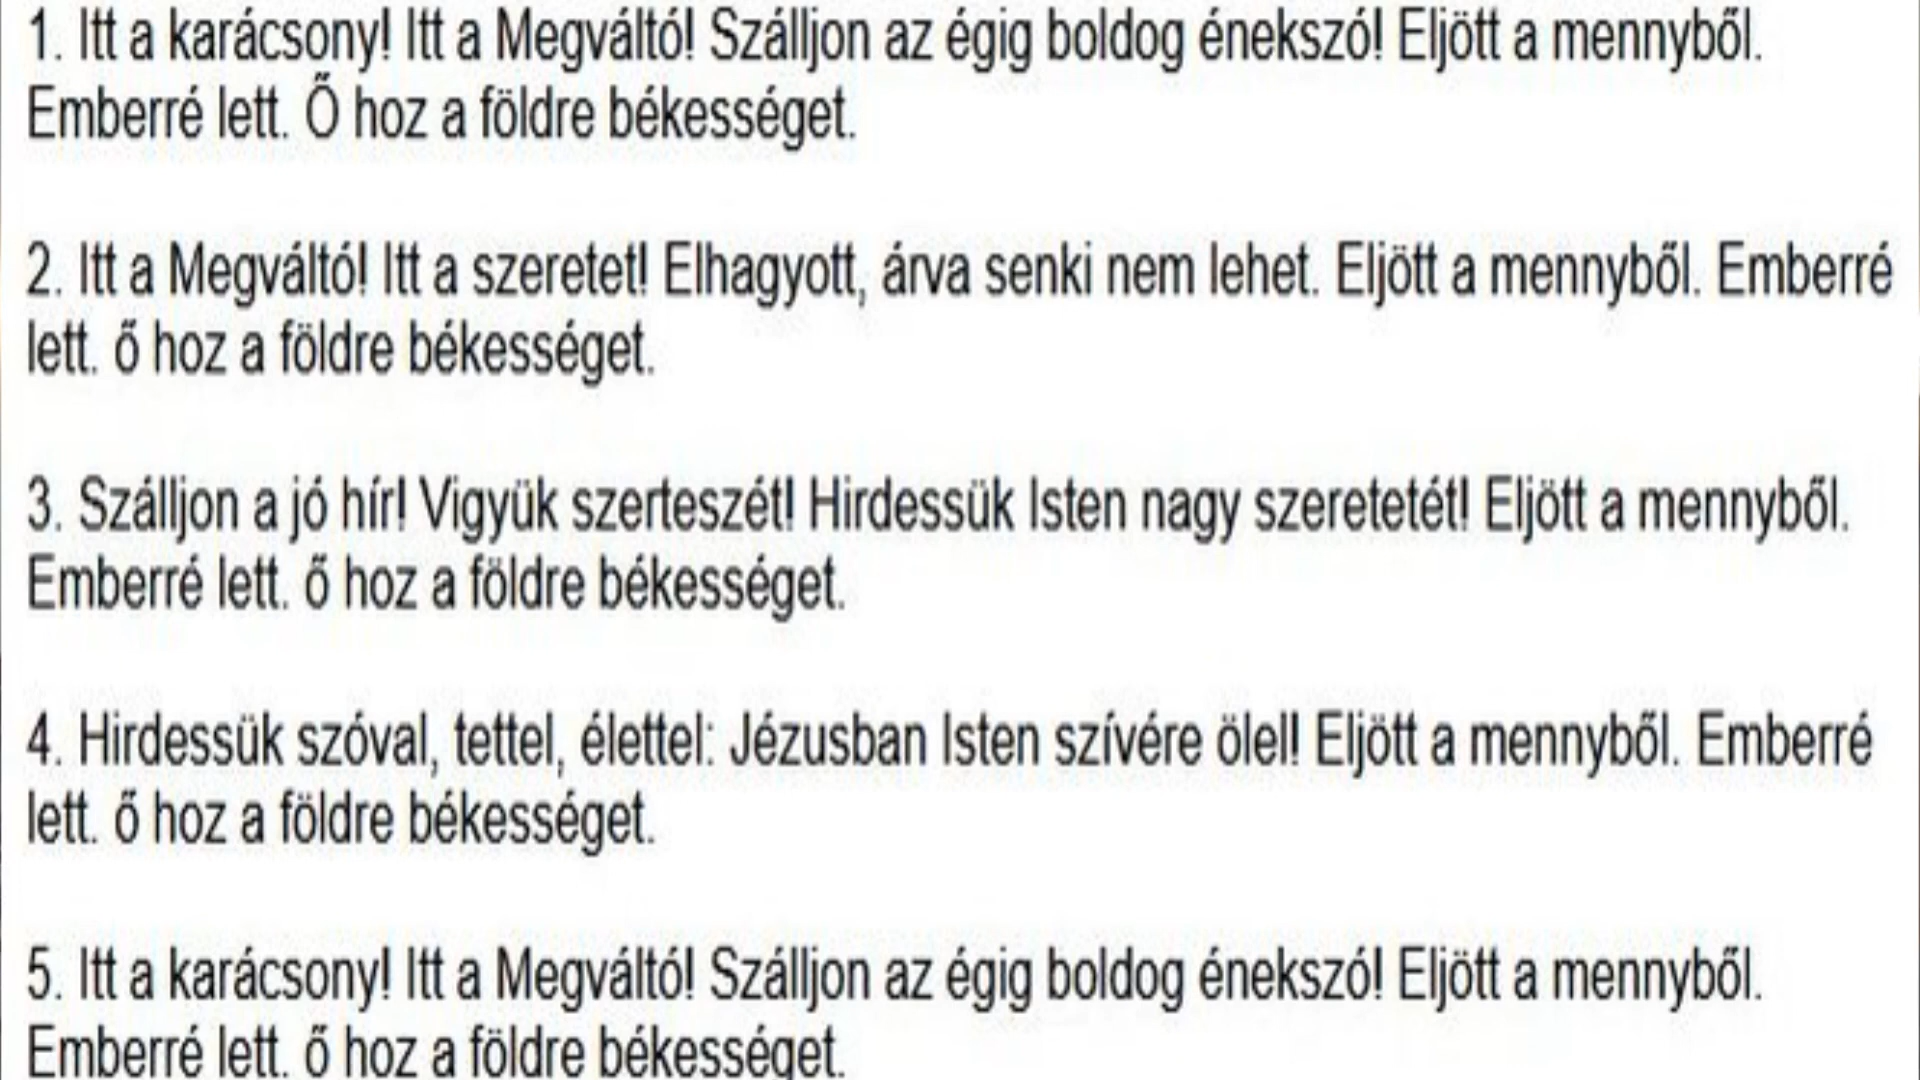 1. Itt a karácsony! Itt a Megváltó! Szálljon az égig boldog énekszó! Eljött a mennyből.
Emberré lett. Ő hoz a földre békességet.
2. Itt a Megváltó! Itt a szeretet! Elhagyott, árva senki nem lehet. Eljött a mennyből. Emberré
lett. ő hoz a földre békességet.
3. Szálljon a jó hír! Vigyük szerteszét! Hirdessük Isten nagy szeretetét! Eljött a mennyből.
Emberré lett. ő hoz a földre békességet.
4. Hirdessük szóval, tettel, élettel: Jézusban Isten szívére ölel! Eljött a mennyből. Emberré
lett. ő hoz a földre békességet.
5. Itt a karácsony! Itt a Megváltó! Szálljon az égig boldog énekszó! Eljött a mennyből.
Emberré lett. ő hoz a földre békességet.